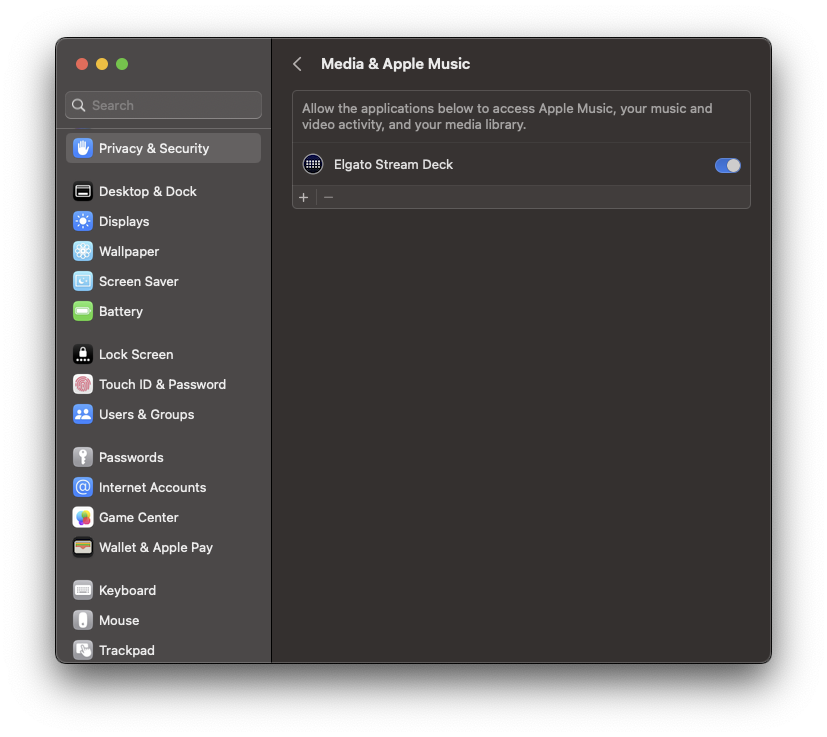 Search
Privacy & Security
Desktop & Dock
Displays
Wallpaper
Screen Saver
Battery
Lock Screen
Touch ID & Password
Users & Groups
Passwords
Internet Accounts
Game Center
Wallet & Apple Pay
Keyboard
Mouse
Trackpad
Media & Apple Music
Allow the applications below to access Apple Music, your music and
video activity, and your media library.
Elgato Stream Deck